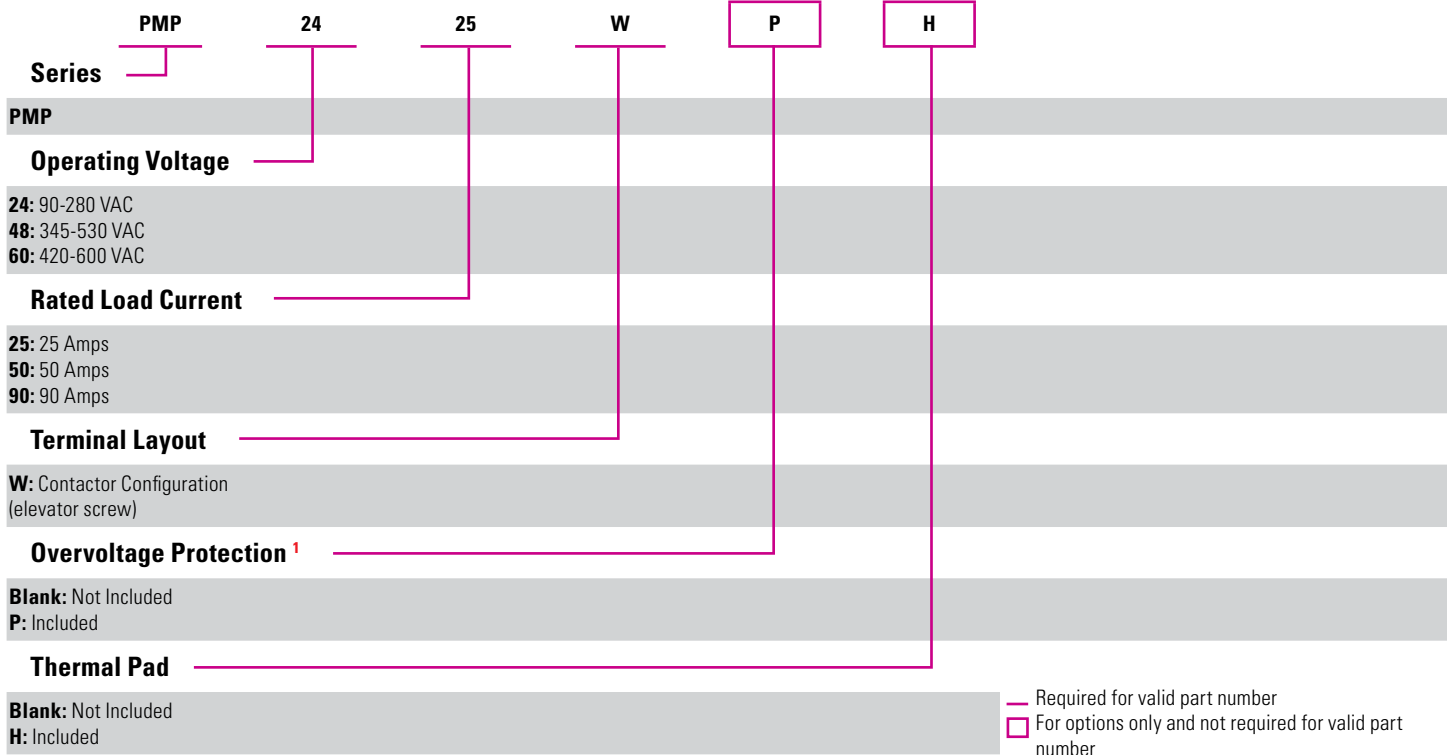 PMP 24 25 W P H
Series
PMP
Operating Voltage
24: 90-280 VAC
48: 345-530 VAC
60: 420-600 VAC
Rated Load Current
25: 25 Amps
50: 50 Amps
90: 90 Amps
Terminal Layout
W: Contactor Configuration
(elevator screw)
Overvoltage Protection 1
Blank: Not Included
P: Included
Thermal Pad
Blank: Not Included
H: Included
Required for valid part number
For options only and not required for valid part
number